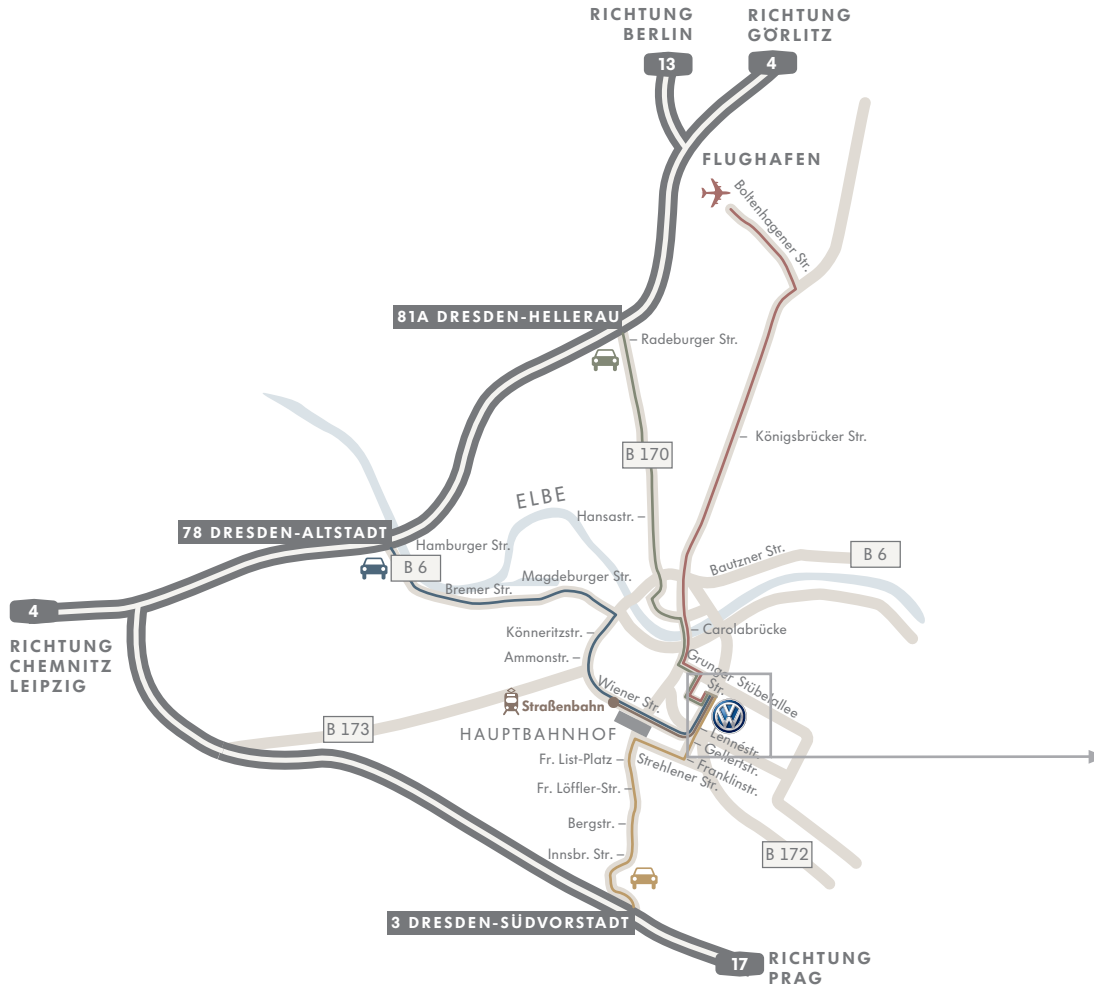 RICHTUNG
BERLIN
RICHTUNG
GÖRLITZ
13
4
FLUGHAFEN
Boltenhagener Str.
81A DRESDEN-HELLERAU
Radeburger Str.
Königsbrücker Str.
B 170
ELBE
Hansastr.
78 DRESDEN-ALTSTADT
Hamburger Str.
B 6
Bautzner Str.
B 6
Magdeburger Str.
Bremer Str.
4
RICHTUNG
CHEMNITZ
LEIPZIG
Könneritzstr.
Carolabrücke
Ammonstr.
Grunger Stübelallee
Str.
Wiener Str.
Straßenbahn
B 173
HAUPTBAHNHOF
Lennéstr.
Gellertstr.
Franklinstr.
Fr. List-Platz
Strehlener Str.
Fr. Löffler-Str.
Bergstr.
Innsbr. Str.
B 172
3 DRESDEN-SÜDVORSTADT
17
RICHTUNG
PRAG